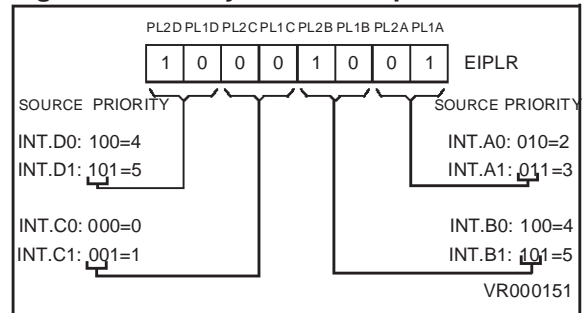 PL2D PL1D PL2C PL1C PL2B PL1B PL2A PL1A
1 0 0 0 1 0 0 1 EIPLR
SOURCE PRIORITY
INT.D0: 100=4
INT.D1: 101=5
INT.C0: 000=0
INT.C1: 001=1
SOURCE PRIORITY
INT.A0: 010=2
INT.A1: 011=3
INT.B0: 100=4
INT.B1: 101=5
VR000151